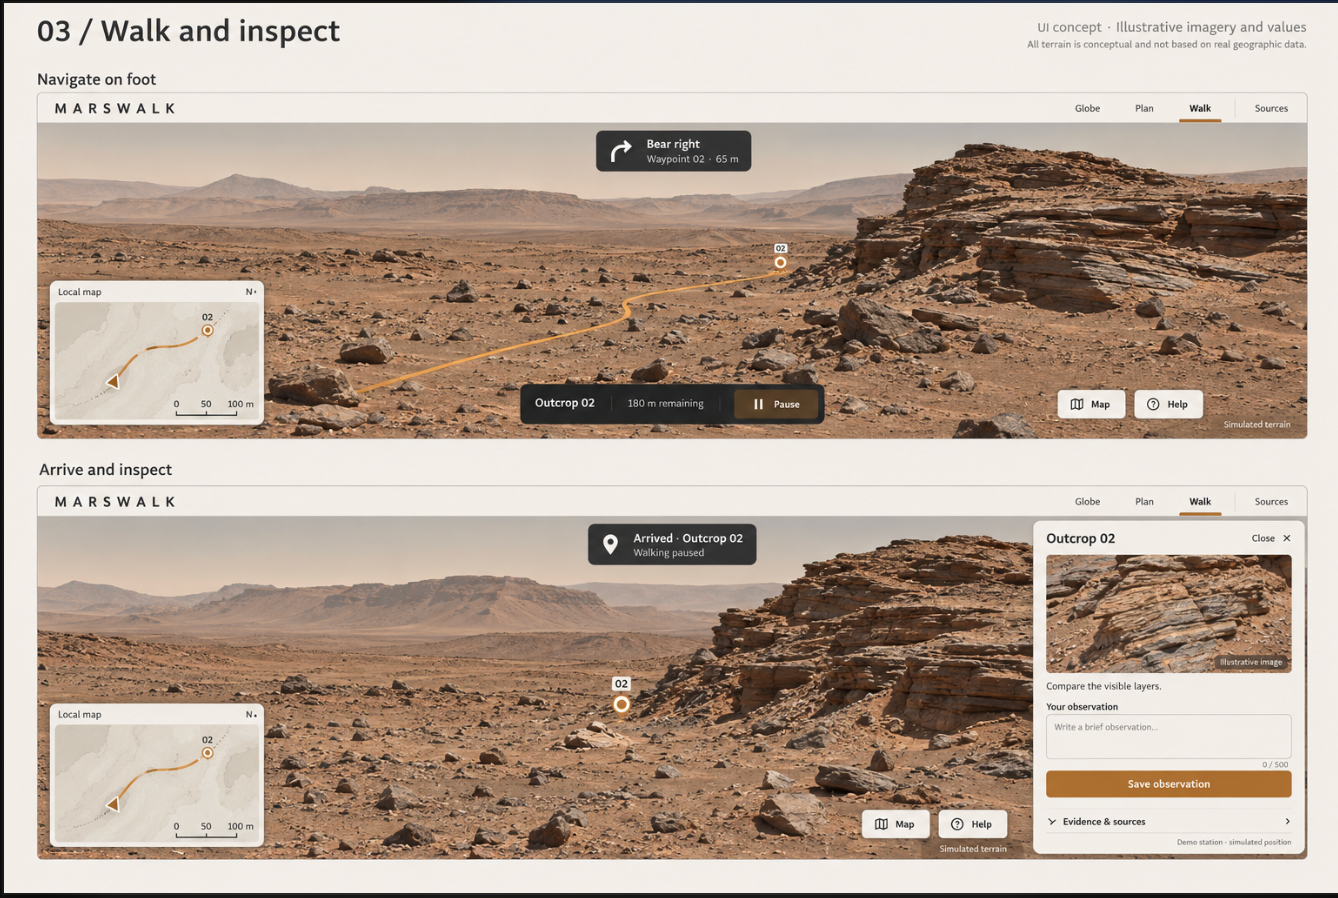 03 / Walk and inspect
UI concept · Illustrative imagery and values
All terrain is conceptual and not based on real geographic data.
Navigate on foot
MARSWALK
Globe
Plan
Walk
Sources
Bear right
Waypoint 02 · 65 m
02
Local map
N
02
0 50 100 m
Outcrop 02
180 m remaining
Pause
Map
Help
Simulated terrain
Arrive and inspect
MARSWALK
Globe
Plan
Walk
Sources
Arrived · Outcrop 02
Walking paused
02
Local map
N
02
0 50 100 m
Map
Help
Simulated terrain
Outcrop 02
Close ×
Illustrative image
Compare the visible layers.
Your observation
Write a brief observation...
0 / 500
Save observation
Evidence & sources
Demo station · simulated position